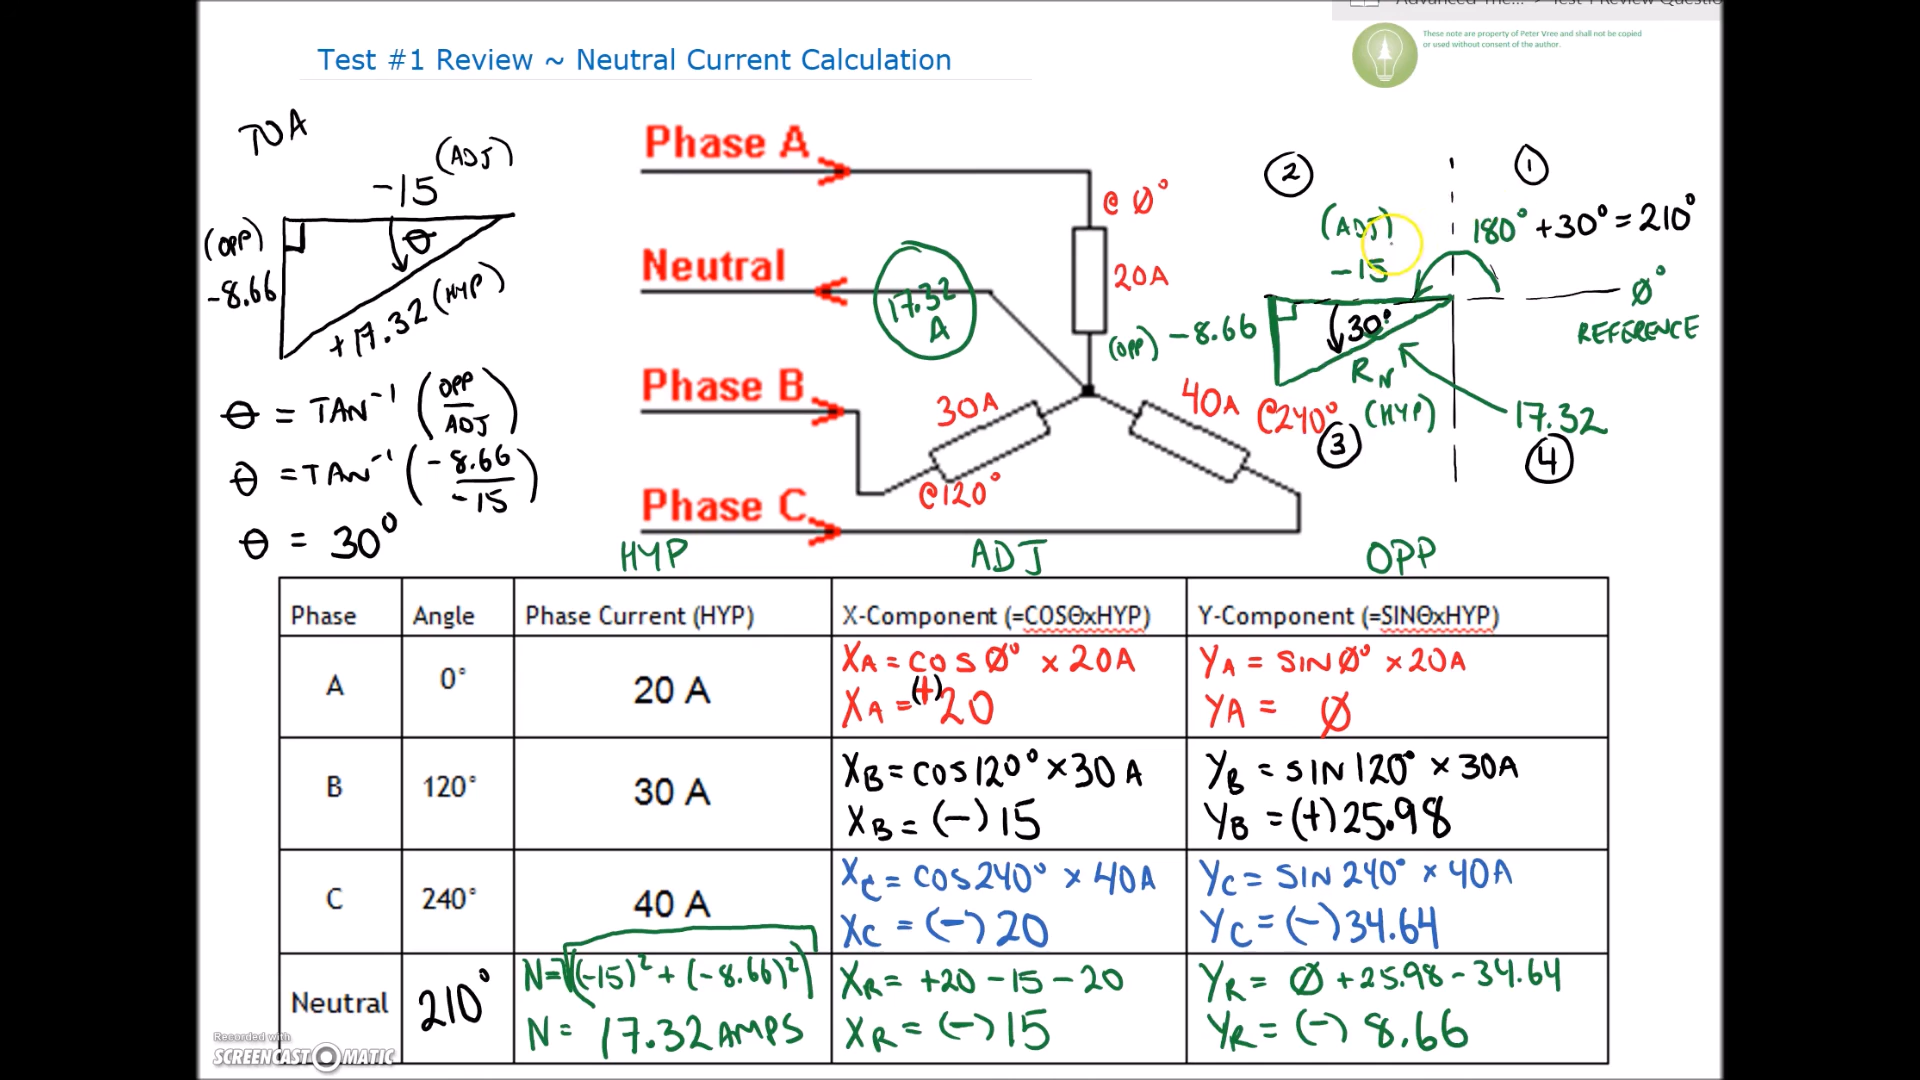 Advanced The... > Test 1 Review Questio
These note are property of Peter Vree and shall not be copied
or used without consent of the author.
Test #1 Review ~ Neutral Current Calculation
TOA
-15 (ADJ)
(OPP)
-8.66
θ
+17.32 (HYP)
θ = TAN⁻¹ (OPP/ADJ)
θ = TAN⁻¹ (-8.66/-15)
θ = 30°
Phase A
@ Ø°
20A
Neutral
17.32
A
Phase B
30A
@120°
40A
@240°
Phase C
②
①
(ADJ)
-15
180° +30° = 210°
Ø°
REFERENCE
(OPP) -8.66
30°
RN
(HYP)
17.32
③
④
HYP
ADJ
OPP
Phase Angle Phase Current (HYP) X-Component (=COSΘxHYP) Y-Component (=SINΘxHYP)
A 0° 20 A
XA = COS Ø° × 20A
XA = (+)20
YA = SIN Ø° × 20A
YA = Ø
B 120° 30 A
XB = COS 120° × 30 A
XB = (-) 15
YB = SIN 120° × 30A
YB = (+) 25.98
C 240° 40 A
XC = COS 240° × 40A
XC = (-) 20
YC = SIN 240° × 40A
YC = (-) 34.64
Neutral 210°
N = √((-15)² + (-8.66)²)
N = 17.32 AMPS
XR = +20 -15 -20
XR = (-) 15
YR = Ø +25.98 -34.64
YR = (-) 8.66
Recorded with
SCREENCAST-O-MATIC